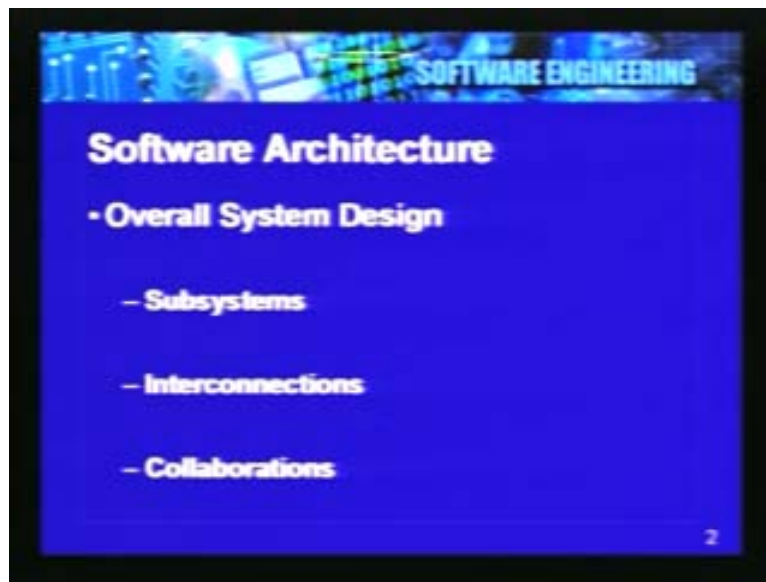 SOFTWARE ENGINEERING
Software Architecture
• Overall System Design
– Subsystems
– Interconnections
– Collaborations
2